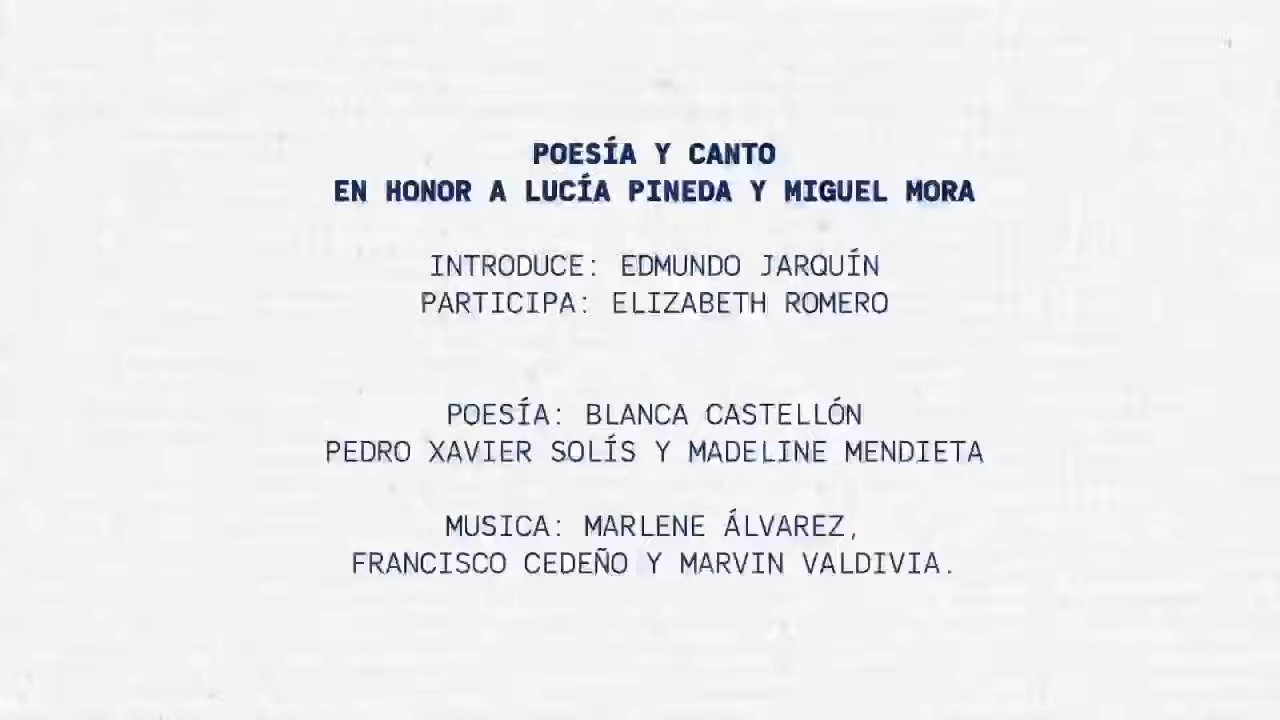 POESÍA Y CANTO
EN HONOR A LUCÍA PINEDA Y MIGUEL MORA
INTRODUCE: EDMUNDO JARQUÍN
PARTICIPA: ELIZABETH ROMERO
POESÍA: BLANCA CASTELLÓN
PEDRO XAVIER SOLÍS Y MADELINE MENDIETA
MUSICA: MARLENE ÁLVAREZ,
FRANCISCO CEDEÑO Y MARVIN VALDIVIA.